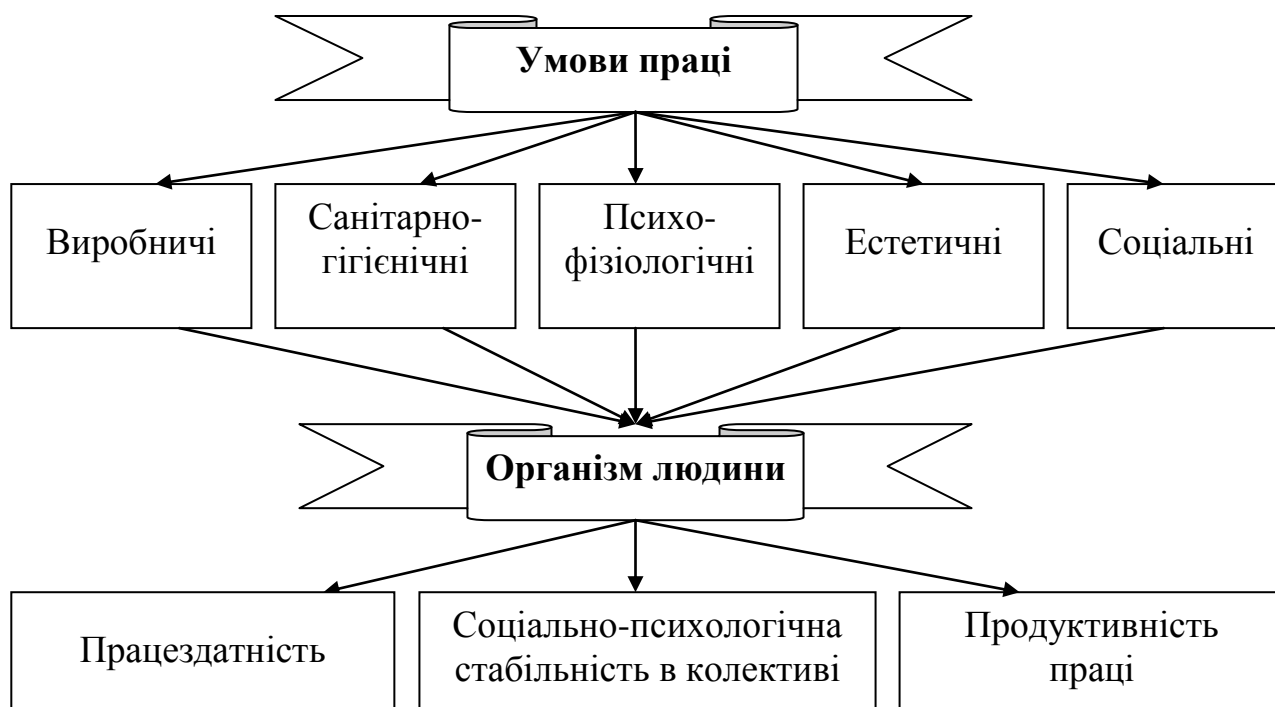 Умови праці
Виробничі
Санітарно-
гігієнічні
Психо-
фізіологічні
Естетичні
Соціальні
Організм людини
Працездатність
Соціально-психологічна
стабільність в колективі
Продуктивність
праці